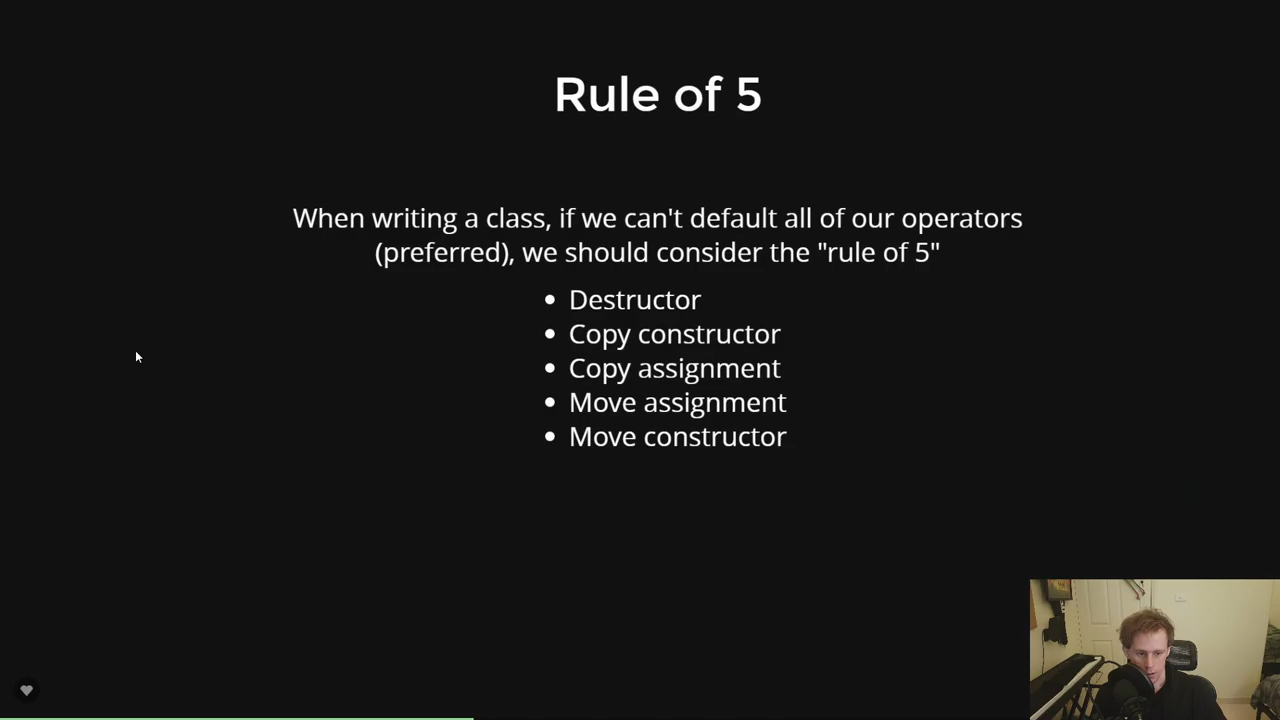 Rule of 5
When writing a class, if we can't default all of our operators
(preferred), we should consider the "rule of 5"
Destructor
Copy constructor
Copy assignment
Move assignment
Move constructor